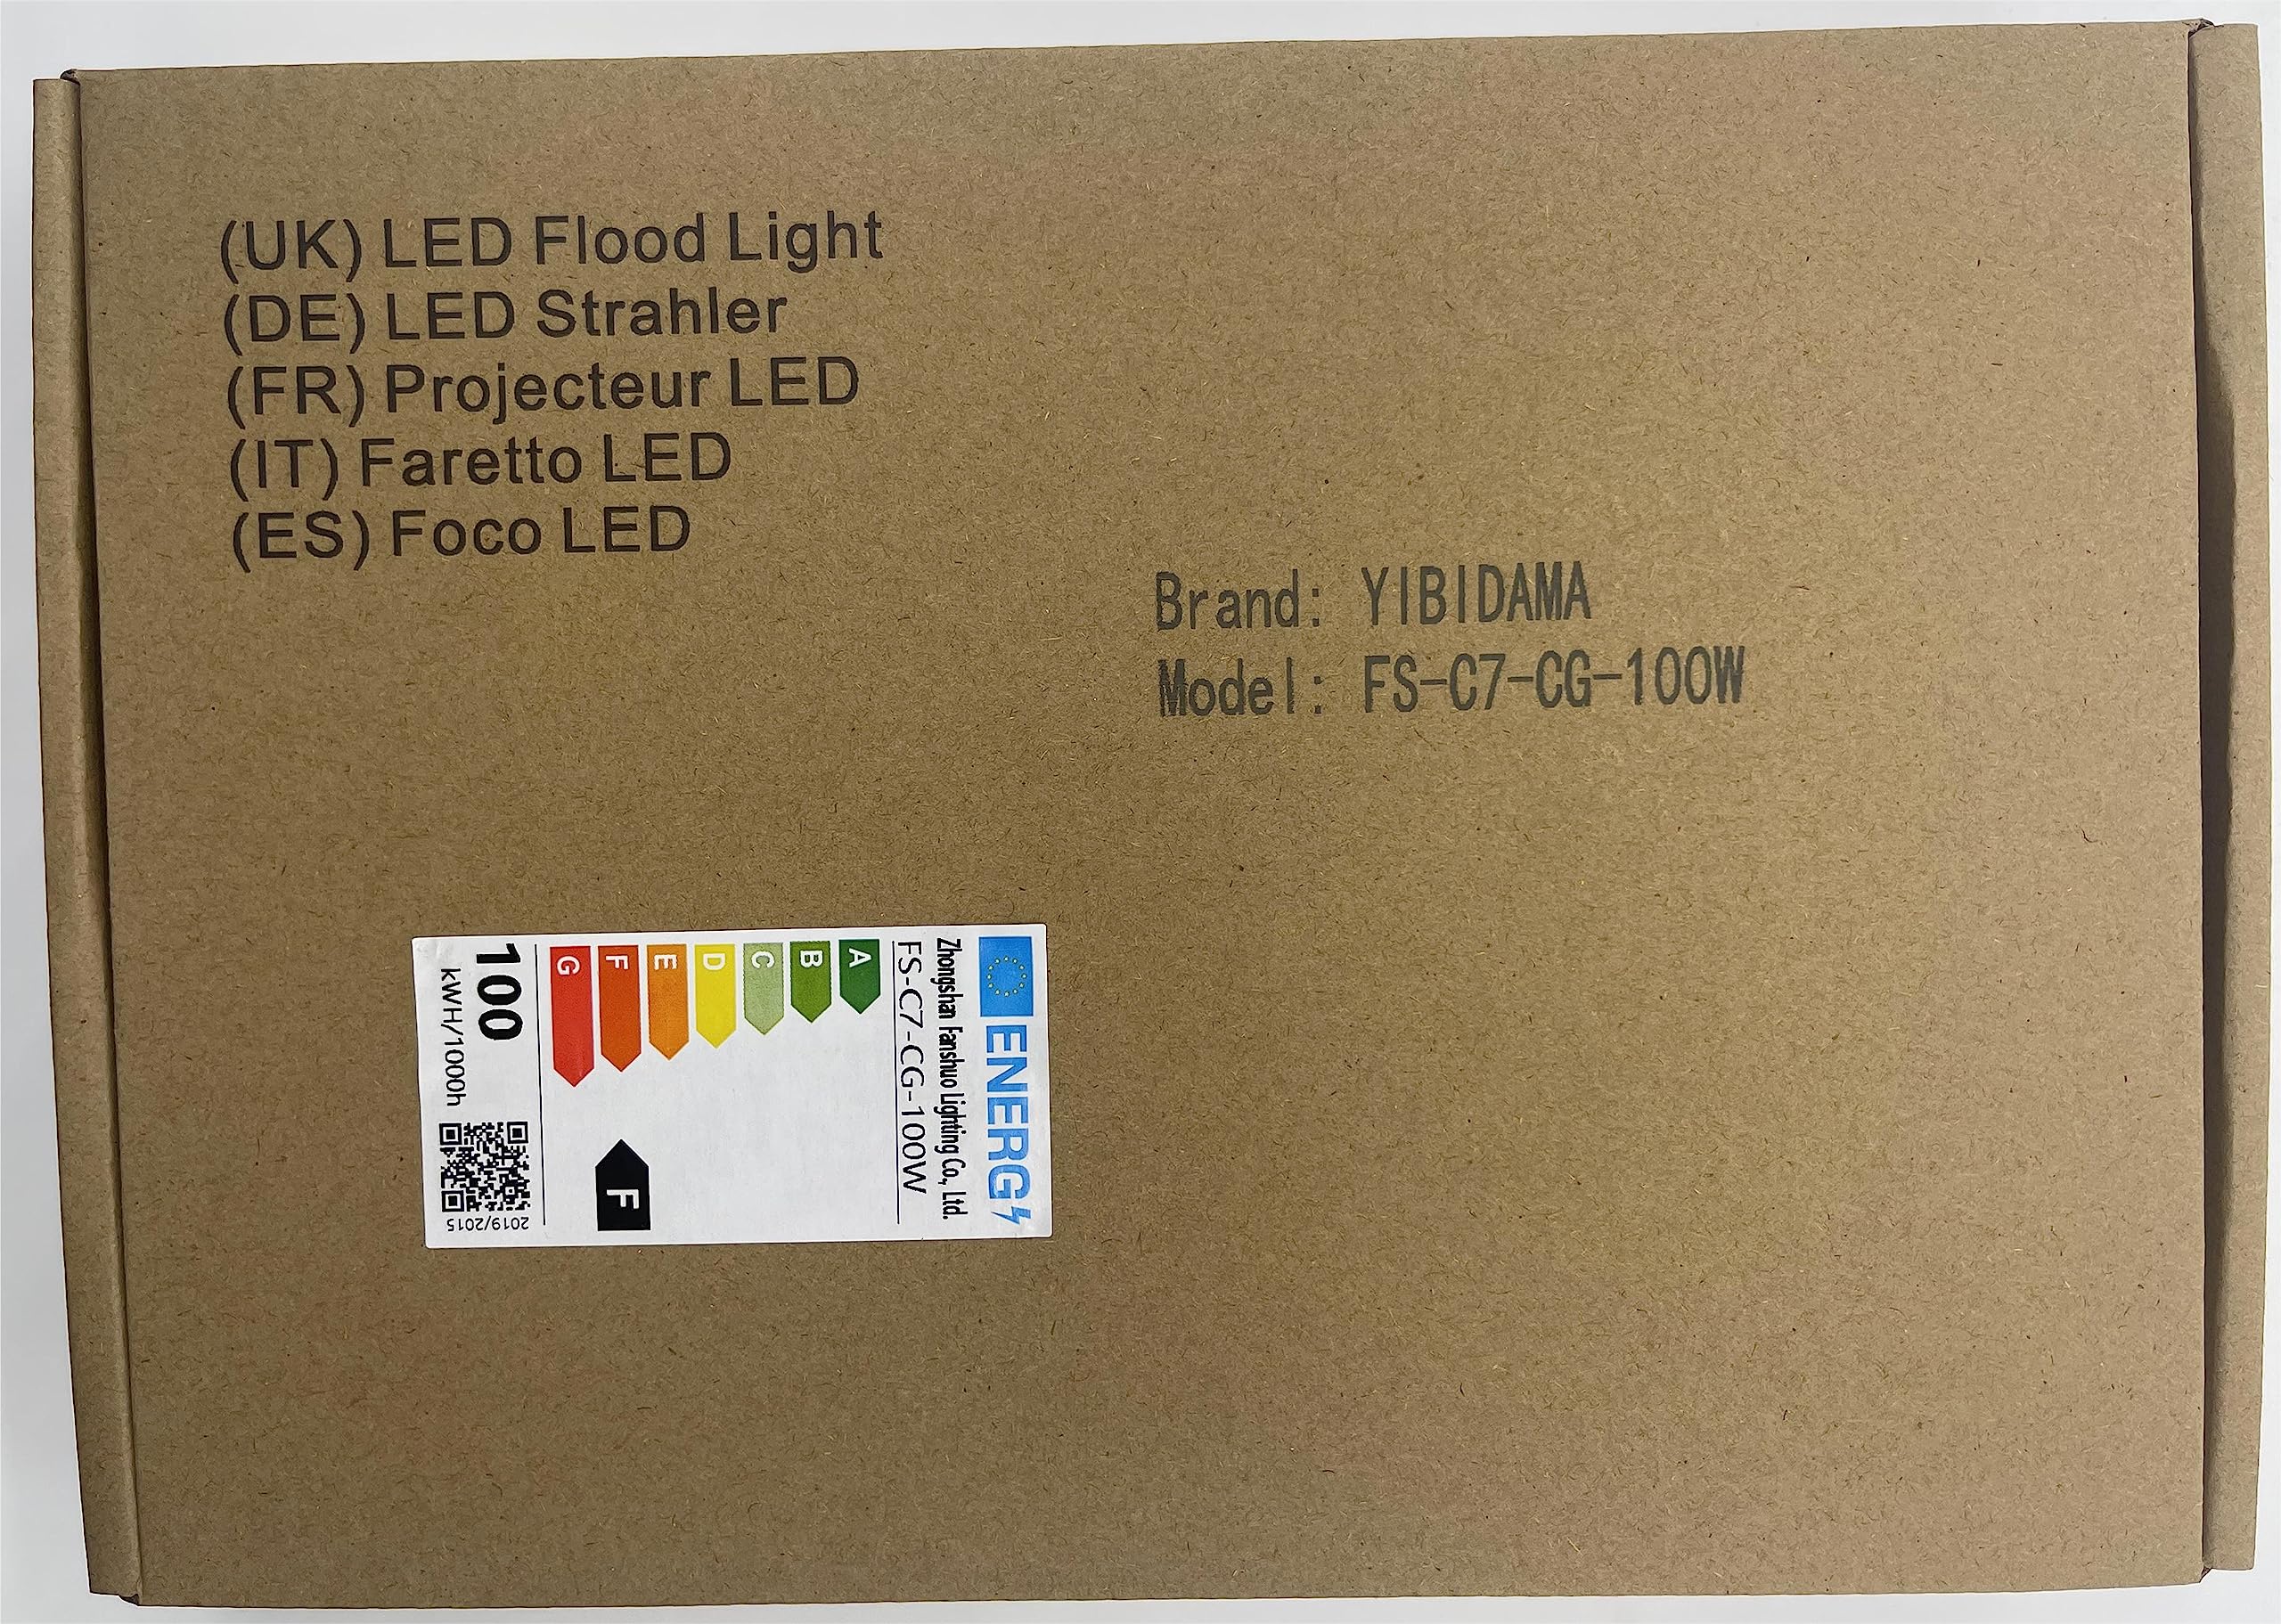 (UK) LED Flood Light
(DE) LED Strahler
(FR) Projecteur LED
(IT) Faretto LED
(ES) Foco LED
Brand: YIBIDAMA
Model: FS-C7-CG-100W
ENERG
Zhongshan Fanshuo Lighting Co., Ltd.
FS-C7-CG-100W
A
B
C
D
E
F
G
F
100
kWH/1000h
2019/2015